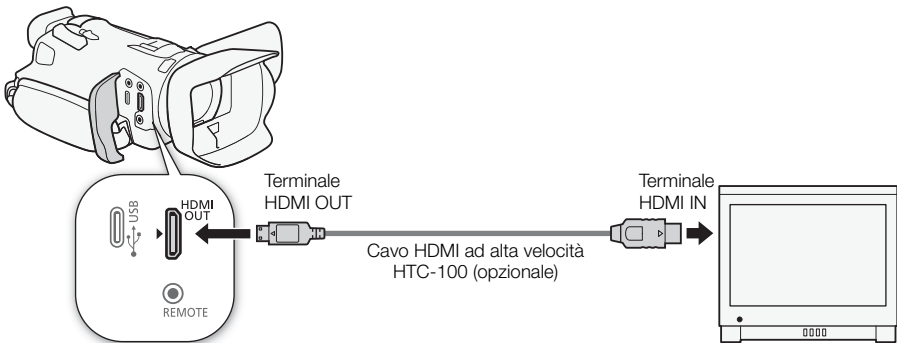 Terminale
HDMI OUT
Terminale
HDMI IN
USB
HDMI
OUT
Cavo HDMI ad alta velocità
HTC-100 (opzionale)
REMOTE